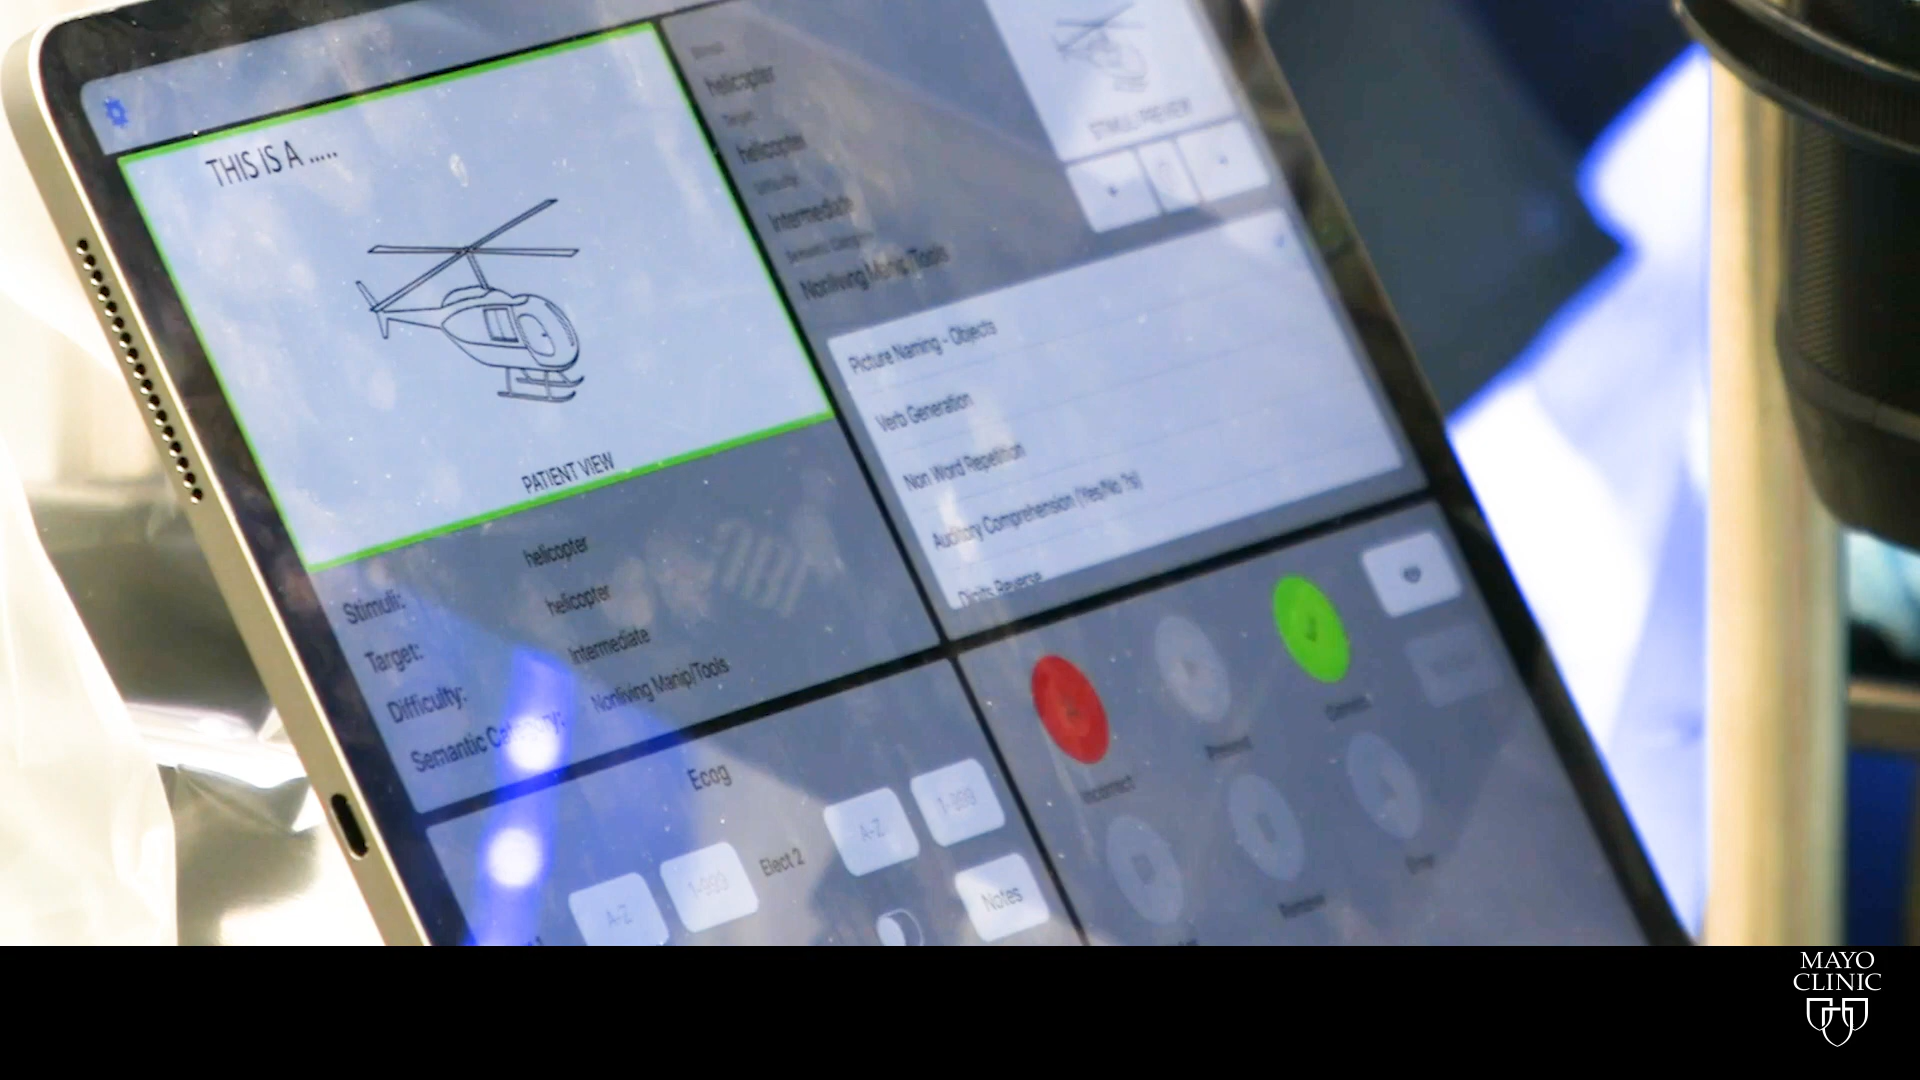 THIS IS A .....
PATIENT VIEW
Stimuli: helicopter
Target: helicopter
Difficulty: Intermediate
Semantic Category: Nonliving Manip/Tools
helicopter
helicopter
Intermediate
Nonliving Manip/Tools
STIMULI PREVIEW
Picture Naming - Objects
Verb Generation
Non Word Repetition
Auditory Comprehension (Yes/No ?s)
Digits Reverse
Ecog
A-Z
1-999
Elect 2
A-Z
1-999
Notes
Incorrect
Correct
Remove
Error
MAYO
CLINIC